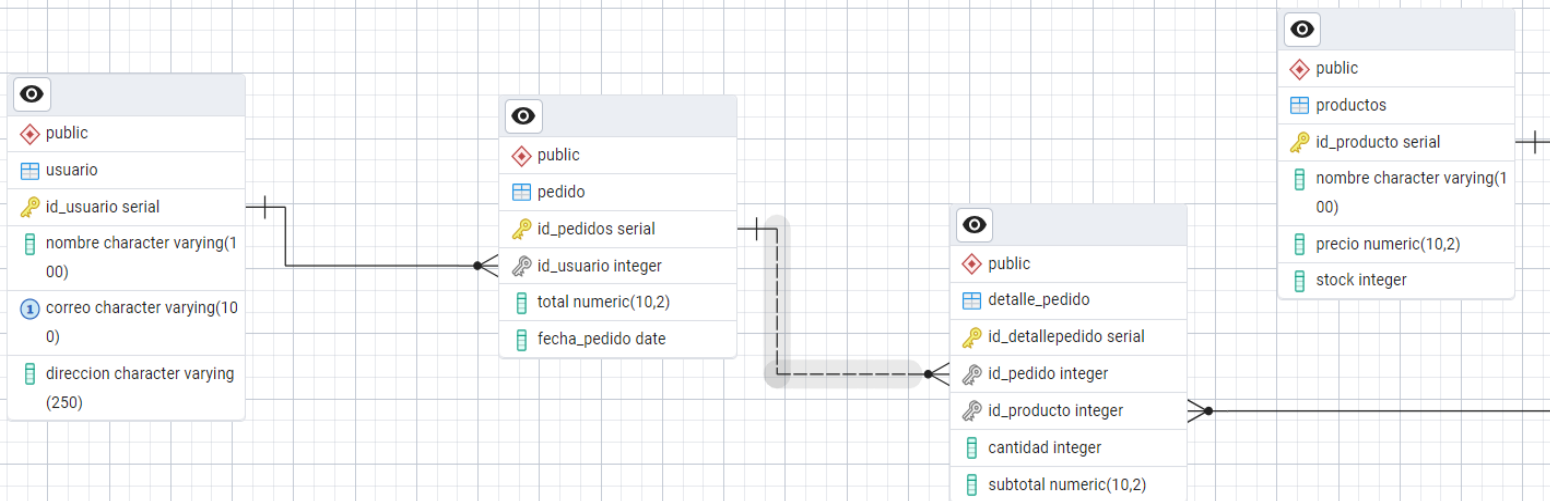 public
usuario
id_usuario serial
nombre character varying(1
00)
1 correo character varying(10
0)
direccion character varying
(250)
public
pedido
id_pedidos serial
id_usuario integer
total numeric(10,2)
fecha_pedido date
public
detalle_pedido
id_detallepedido serial
id_pedido integer
id_producto integer
cantidad integer
subtotal numeric(10,2)
public
productos
id_producto serial
nombre character varying(1
00)
precio numeric(10,2)
stock integer